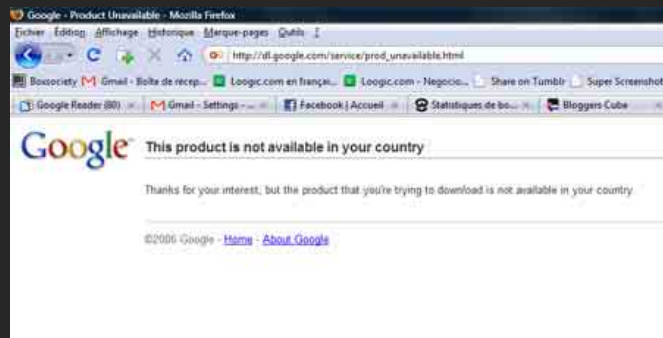 Google - Product Unavailable - Mozilla Firefox
Fichier Édition Affichage Historique Marque-pages Outils ?
http://dl.google.com/service/prod_unavailable.html
Boxsociety Gmail - Boîte de récep... Loogic.com en françai... Loogic.com - Negocio... Share on Tumblr Super Screenshot
Google Reader (80) Gmail - Settings - ... Facebook | Accueil Statistiques de bo... Bloggers Cube
Google™ This product is not available in your country
Thanks for your interest, but the product that you're trying to download is not available in your country.
©2006 Google - Home - About Google